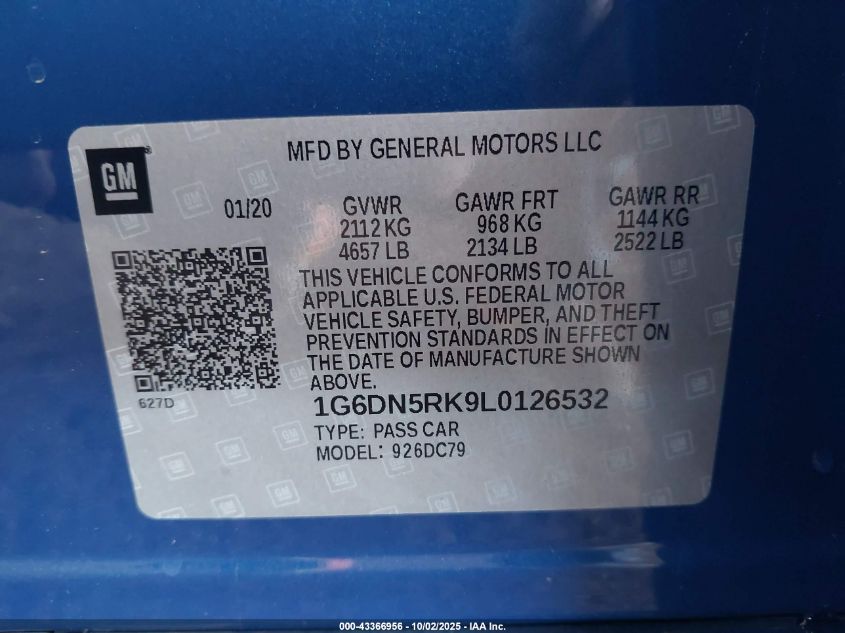 MFD BY GENERAL MOTORS LLC
GM
01/20
GVWR
2112 KG
4657 LB
GAWR FRT
968 KG
2134 LB
GAWR RR
1144 KG
2522 LB
THIS VEHICLE CONFORMS TO ALL
APPLICABLE U.S. FEDERAL MOTOR
VEHICLE SAFETY, BUMPER, AND THEFT
PREVENTION STANDARDS IN EFFECT ON
THE DATE OF MANUFACTURE SHOWN
ABOVE.
627D
1G6DN5RK9L0126532
TYPE: PASS CAR
MODEL: 926DC79
000-43366956 - 10/02/2025 - IAA Inc.